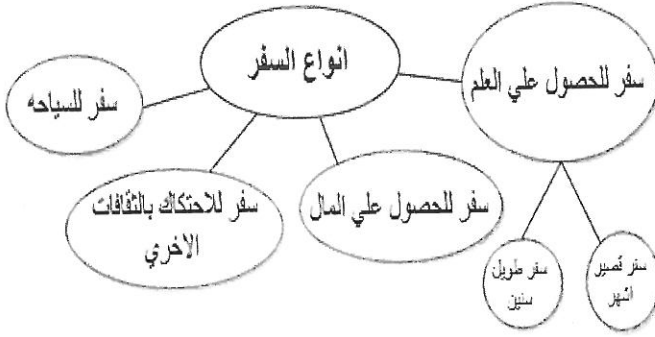 انواع السفر
سفر للحصول علي العلم
سفر للسياحه
سفر للاحتكاك بالثقافات
الاخري
سفر للحصول علي المال
سفر قصير
اشهر
سفر طويل
سنين